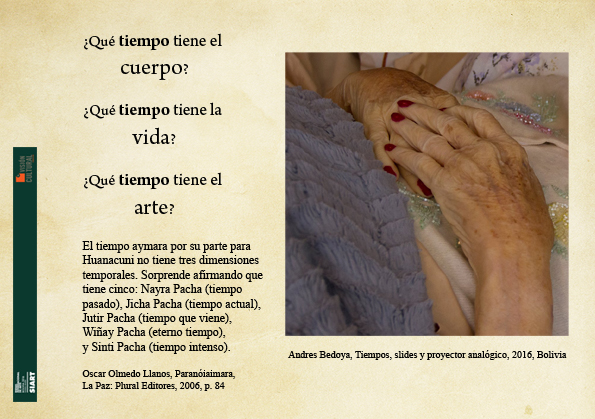 ¿Qué tiempo tiene el
cuerpo?
¿Qué tiempo tiene la
vida?
¿Qué tiempo tiene el
arte?
El tiempo aymara por su parte para
Huanacuni no tiene tres dimensiones
temporales. Sorprende afirmando que
tiene cinco: Nayra Pacha (tiempo
pasado), Jicha Pacha (tiempo actual),
Jutir Pacha (tiempo que viene),
Wiñay Pacha (eterno tiempo),
y Sinti Pacha (tiempo intenso).
Oscar Olmedo Llanos, Paranóiaimara,
La Paz: Plural Editores, 2006, p. 84
Andres Bedoya, Tiempos, slides y proyector analógico, 2016, Bolivia
VISIÓN
CULTURAL
SIART